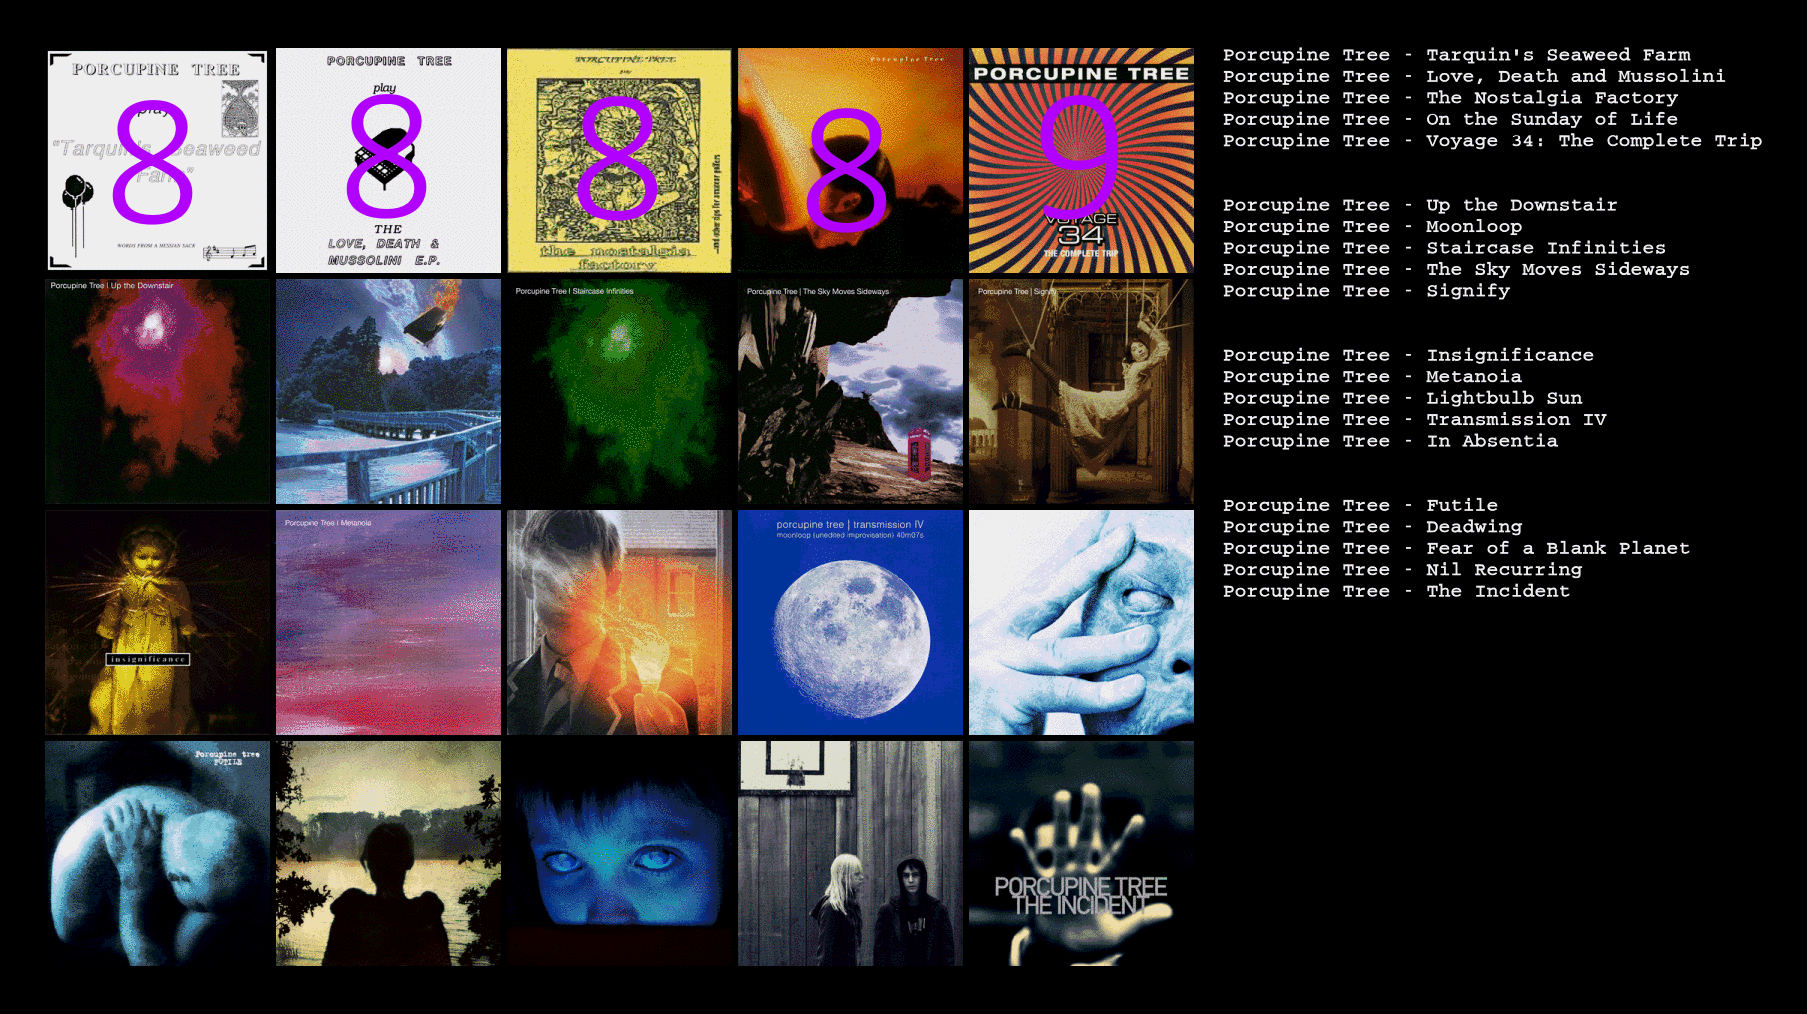 PORCUPINE TREE
play
"Tarquin's Seaweed
Farm"
WORDS FROM A HESSIAN SACK
8
PORCUPINE TREE
play
8
THE
LOVE, DEATH &
MUSSOLINI E.P.
PORCUPINE TREE
play
8
the nostalgia
factory
...and other tips for amateur golfers
Porcupine Tree
8
PORCUPINE TREE
9
VOYAGE
34
THE COMPLETE TRIP
Porcupine Tree - Tarquin's Seaweed Farm
Porcupine Tree - Love, Death and Mussolini
Porcupine Tree - The Nostalgia Factory
Porcupine Tree - On the Sunday of Life
Porcupine Tree - Voyage 34: The Complete Trip
Porcupine Tree | Up the Downstair
Porcupine Tree | Staircase Infinities
Porcupine Tree | The Sky Moves Sideways
Porcupine Tree | Signify
Porcupine Tree - Up the Downstair
Porcupine Tree - Moonloop
Porcupine Tree - Staircase Infinities
Porcupine Tree - The Sky Moves Sideways
Porcupine Tree - Signify
insignificance
Porcupine Tree | Metanoia
porcupine tree | transmission IV
moonloop (unedited improvisation) 40m07s
Porcupine Tree - Insignificance
Porcupine Tree - Metanoia
Porcupine Tree - Lightbulb Sun
Porcupine Tree - Transmission IV
Porcupine Tree - In Absentia
Porcupine tree
FUTILE
PORCUPINE TREE
THE INCIDENT
Porcupine Tree - Futile
Porcupine Tree - Deadwing
Porcupine Tree - Fear of a Blank Planet
Porcupine Tree - Nil Recurring
Porcupine Tree - The Incident